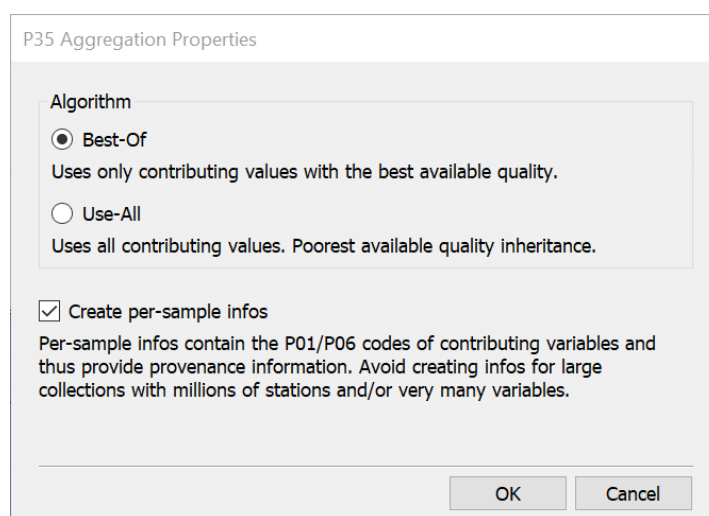 P35 Aggregation Properties
Algorithm
Best-Of
Uses only contributing values with the best available quality.
Use-All
Uses all contributing values. Poorest available quality inheritance.
Create per-sample infos
Per-sample infos contain the P01/P06 codes of contributing variables and
thus provide provenance information. Avoid creating infos for large
collections with millions of stations and/or very many variables.
OK Cancel